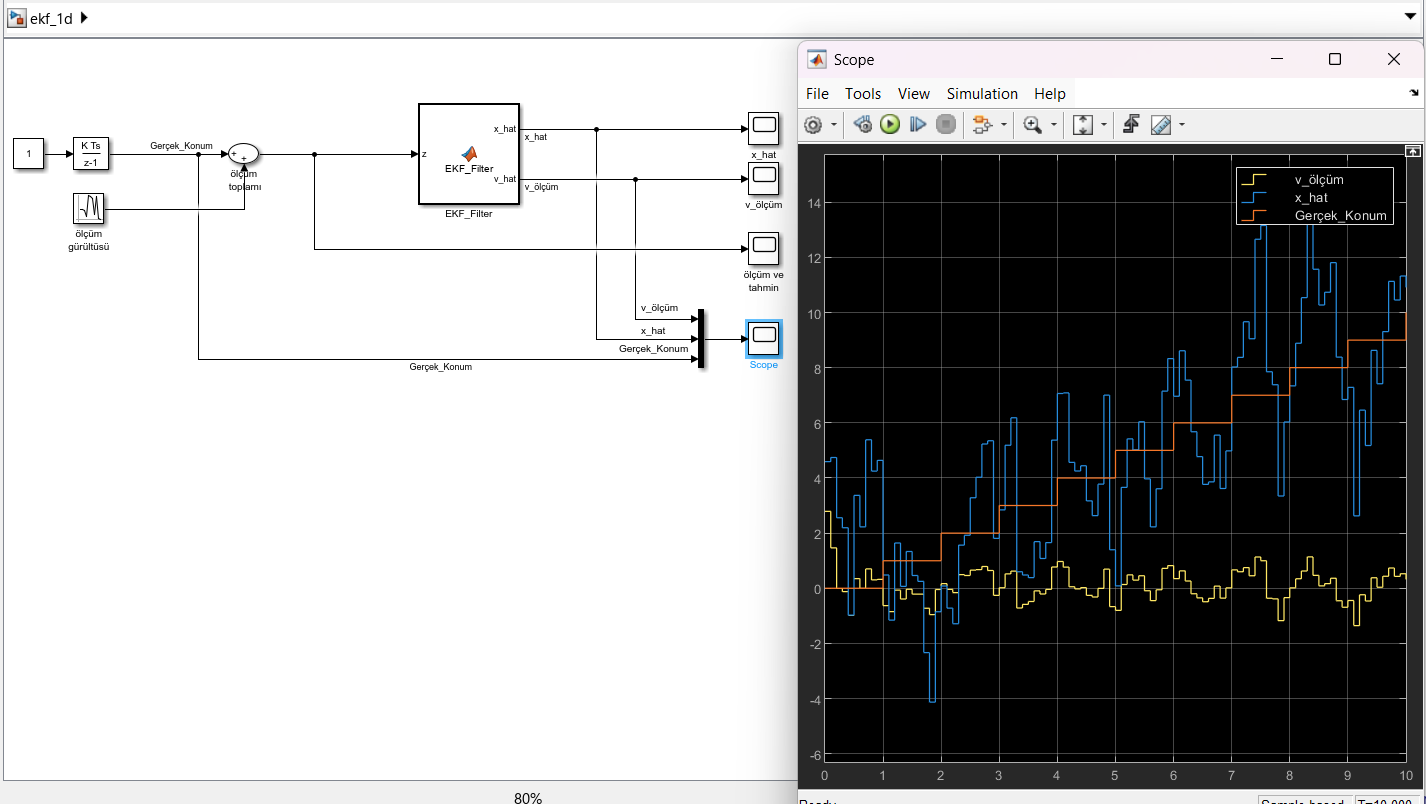 ekf_1d
Scope
File Tools View Simulation Help
x_hat
x_hat
1
K Ts
z-1
Gerçek_Konum
+
+
z
EKF_Filter
x_hat
ölçüm
toplamı
v_hat
v_ölçüm
v_ölçüm
EKF_Filter
ölçüm
gürültüsü
ölçüm ve
tahmin
v_ölçüm
x_hat
Gerçek_Konum
Gerçek_Konum
Scope
v_ölçüm
x_hat
Gerçek_Konum
14
12
10
8
6
4
2
0
-2
-4
-6
0 1 2 3 4 5 6 7 8 9 10
80%
Ready
Sample based T=10.000